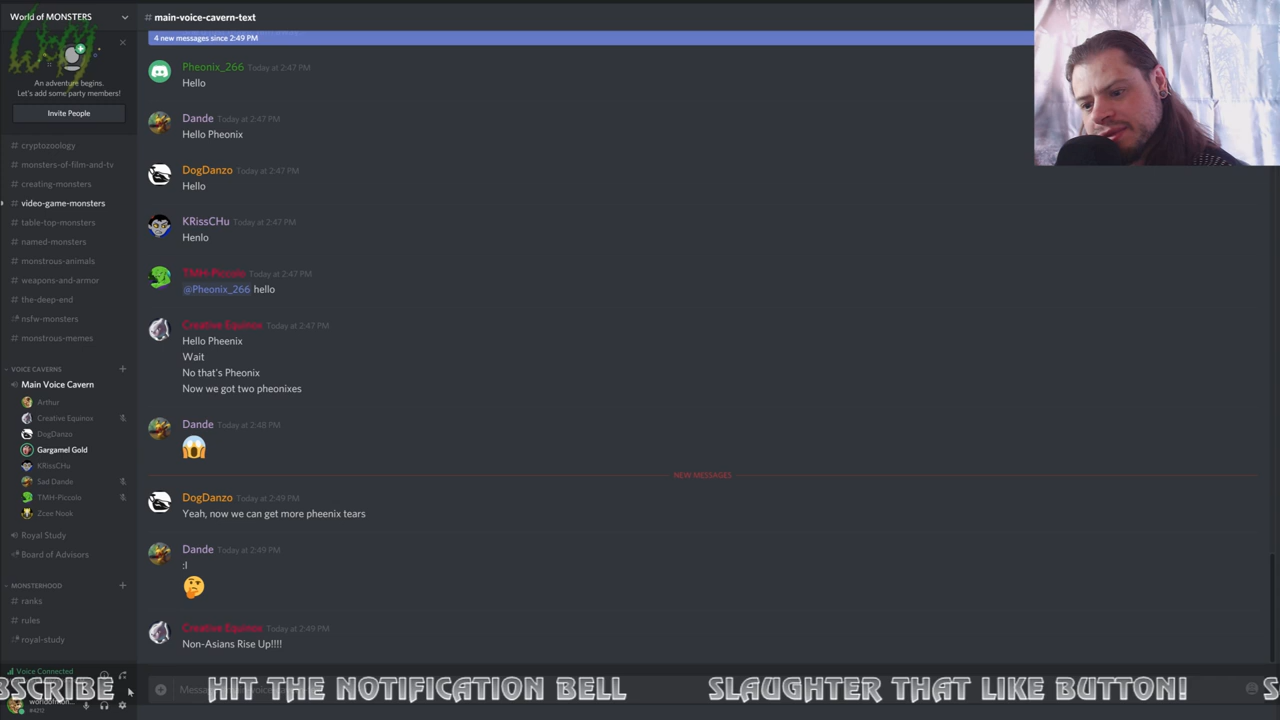 World of MONSTERS
An adventure begins.
Let's add some party members!
Invite People
cryptozoology
monsters-of-film-and-tv
creating-monsters
video-game-monsters
table-top-monsters
named-monsters
monstrous-animals
weapons-and-armor
the-deep-end
nsfw-monsters
monstrous-memes
VOICE CAVERNS
Main Voice Cavern
Arthur
Creative Equinox
DogDanzo
Gargamel Gold
KRissCHu
Sad Dande
TMH-Piccolo
Zcee Nook
Royal Study
Board of Advisors
MONSTERHOOD
ranks
rules
royal-study
Voice Connected
#4212
# main-voice-cavern-text
4 new messages since 2:49 PM
Pheonix_266 Today at 2:47 PM
Hello
Dande Today at 2:47 PM
Hello Pheonix
DogDanzo Today at 2:47 PM
Hello
KRissCHu Today at 2:47 PM
Henlo
TMH-Piccolo Today at 2:47 PM
@Pheonix_266 hello
Creative Equinox Today at 2:47 PM
Hello Pheenix
Wait
No that's Pheonix
Now we got two pheonixes
Dande Today at 2:48 PM
NEW MESSAGES
DogDanzo Today at 2:49 PM
Yeah, now we can get more pheenix tears
Dande Today at 2:49 PM
:l
Creative Equinox Today at 2:49 PM
Non-Asians Rise Up!!!!
BSCRIBE HIT THE NOTIFICATION BELL SLAUGHTER THAT LIKE BUTTON! S